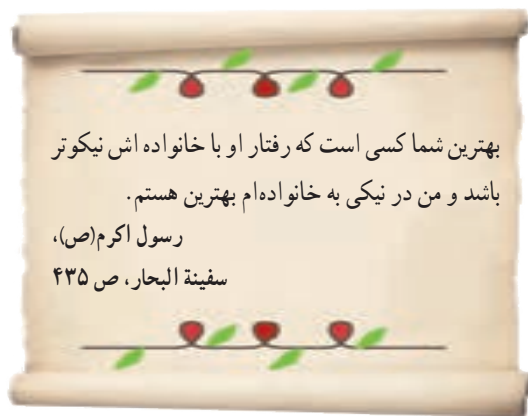 بهترین شما کسی است که رفتار او با خانواده اش نیکوتر
باشد و من در نیکی به خانواده‌ام بهترین هستم.
رسول اکرم(ص)،
سفینة البحار، ص ۴۳۵